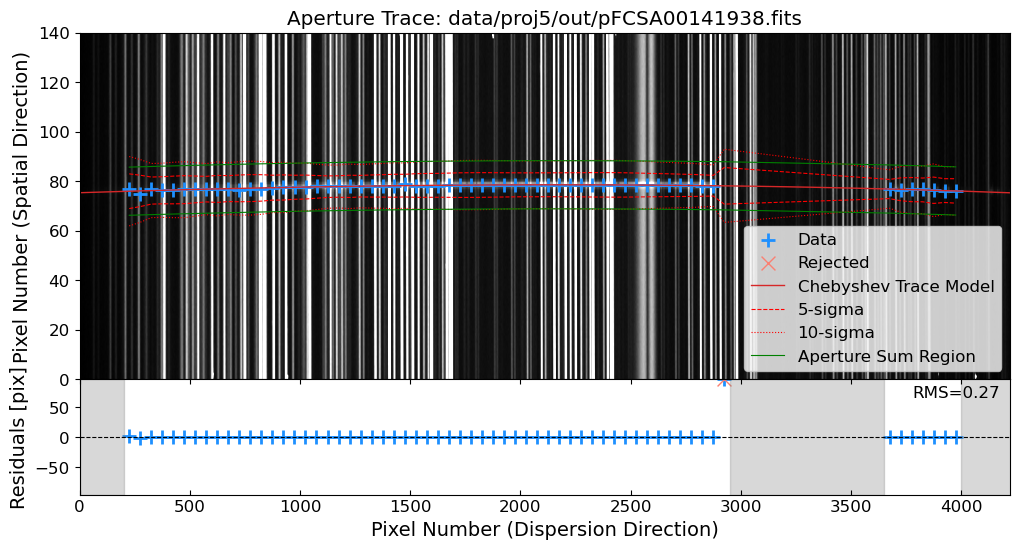 Aperture Trace: data/proj5/out/pFCSA00141938.fits
Pixel Number (Spatial Direction)
140
120
100
80
60
40
20
0
Data
Rejected
Chebyshev Trace Model
5-sigma
10-sigma
Aperture Sum Region
Residuals [pix]
50
0
−50
RMS=0.27
0 500 1000 1500 2000 2500 3000 3500 4000
Pixel Number (Dispersion Direction)